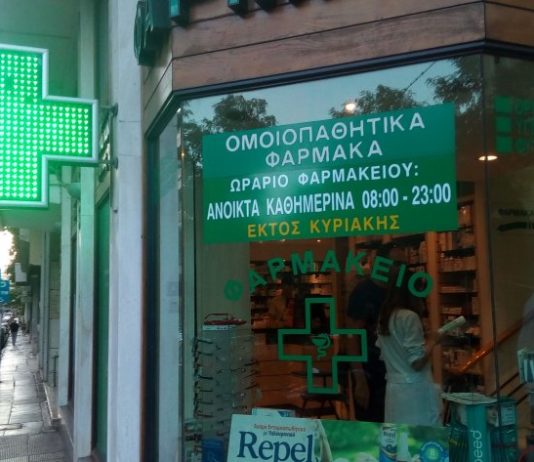 ΟΜΟΙΟΠΑΘΗΤΙΚΑ
ΦΑΡΜΑΚΑ
ΩΡΑΡΙΟ ΦΑΡΜΑΚΕΙΟΥ:
ΑΝΟΙΚΤΑ ΚΑΘΗΜΕΡΙΝΑ 08:00 - 23:00
ΕΚΤΟΣ ΚΥΡΙΑΚΗΣ
ΦΑΡΜΑΚΕΙΟ
Repel